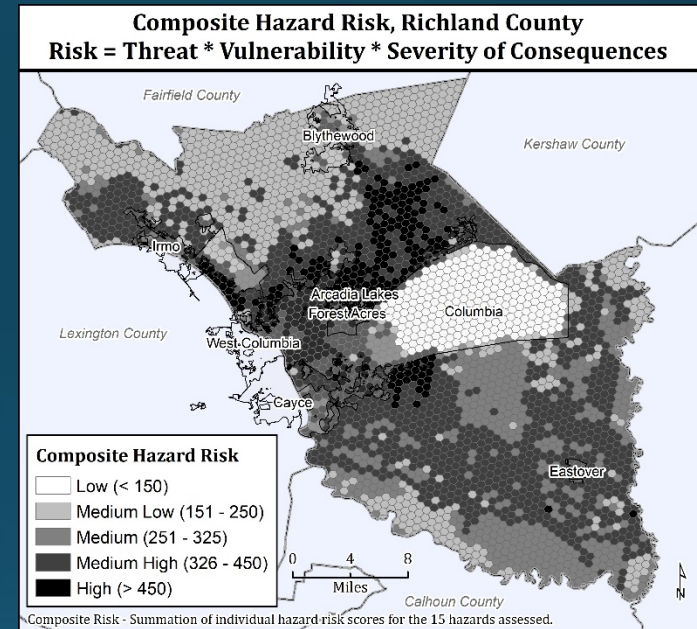 Composite Hazard Risk, Richland County
Risk = Threat * Vulnerability * Severity of Consequences
Fairfield County
Blythewood
Kershaw County
Irmo
Arcadia Lakes
Forest Acres
Columbia
Lexington County
West Columbia
Cayce
Eastover
Composite Hazard Risk
Low (< 150)
Medium Low (151 - 250)
Medium (251 - 325)
Medium High (326 - 450)
High (> 450)
0 4 8
Miles
Calhoun County
N
Composite Risk - Summation of individual hazard risk scores for the 15 hazards assessed.